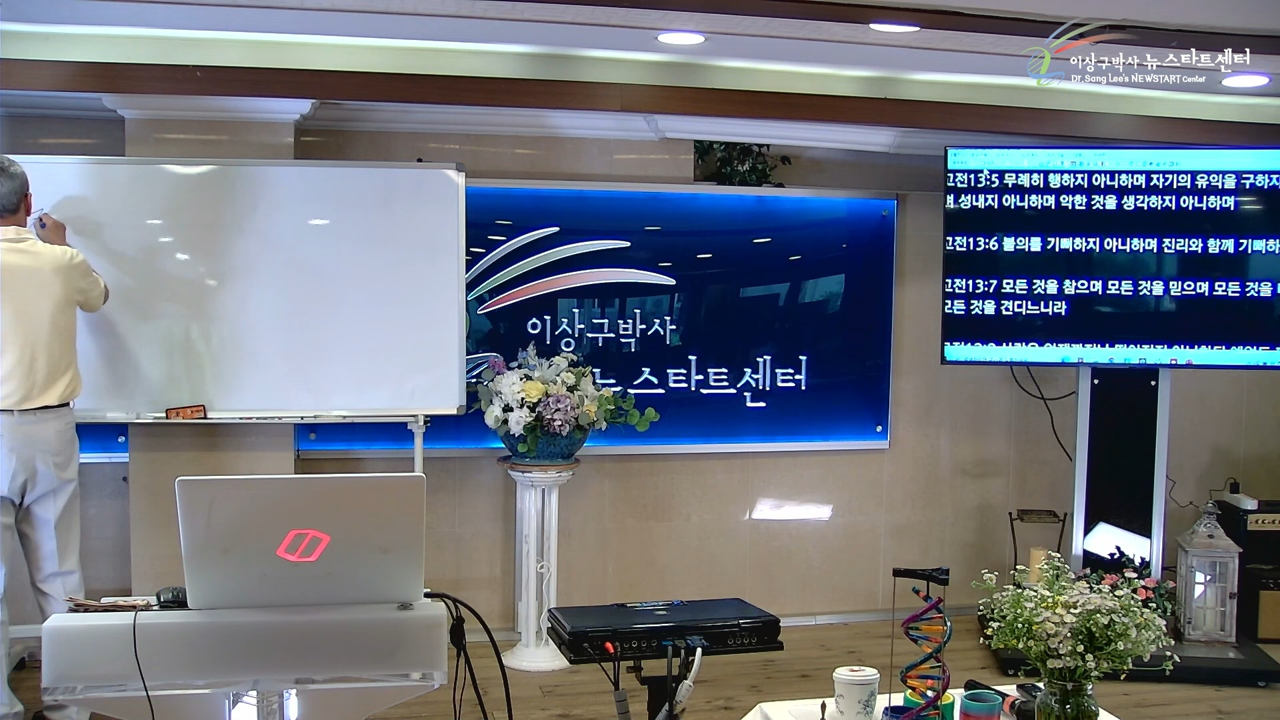 이상구박사 뉴스타트센터
Dr. Sang Lee's NEWSTART Center
고전13:5 무례히 행하지 아니하며 자기의 유익을 구하지
며 성내지 아니하며 악한 것을 생각하지 아니하며
고전13:6 불의를 기뻐하지 아니하며 진리와 함께 기뻐하
고전13:7 모든 것을 참으며 모든 것을 믿으며 모든 것을
모든 것을 견디느니라
이상구박사
뉴스타트센터